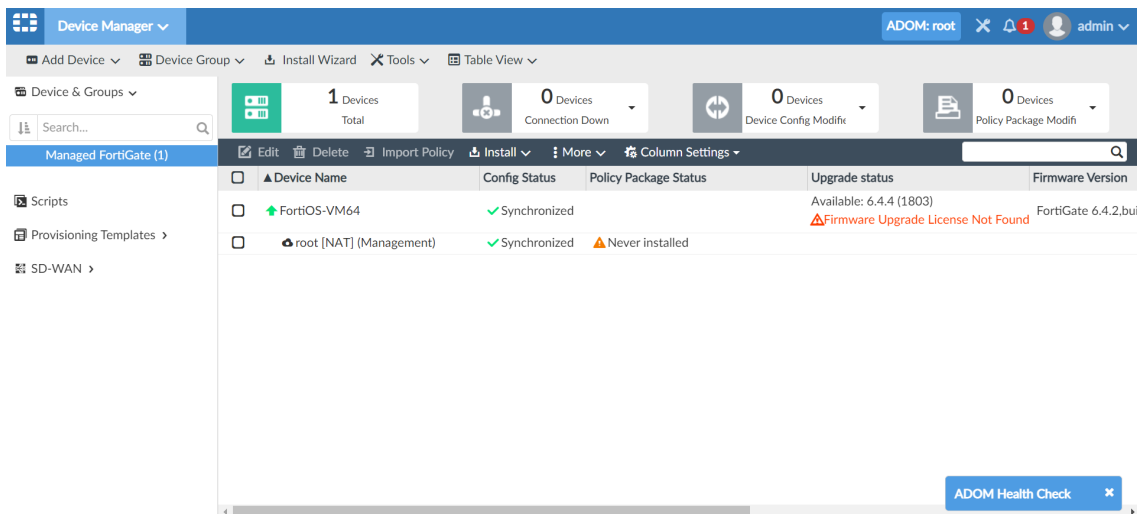 Device Manager
ADOM: root
1
admin
Add Device
Device Group
Install Wizard
Tools
Table View
Device & Groups
Search...
Managed FortiGate (1)
Scripts
Provisioning Templates
SD-WAN
1 Devices
Total
0 Devices
Connection Down
0 Devices
Device Config Modifie
0 Devices
Policy Package Modifi
Edit Delete Import Policy Install More Column Settings
Device Name Config Status Policy Package Status Upgrade status Firmware Version
FortiOS-VM64 Synchronized Available: 6.4.4 (1803) FortiGate 6.4.2,bui
Firmware Upgrade License Not Found
root [NAT] (Management) Synchronized Never installed
ADOM Health Check